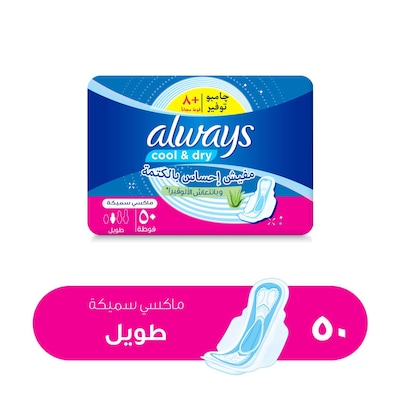 جامبو +٨
توفير فوط مجانا
always
cool & dry
مفيش إحساس بالكتمة
وبانتعاش الألوفيرا*
ماكسي سميكة
طويل
٥٠
فوطة
ماكسي سميكة
طويل
٥٠